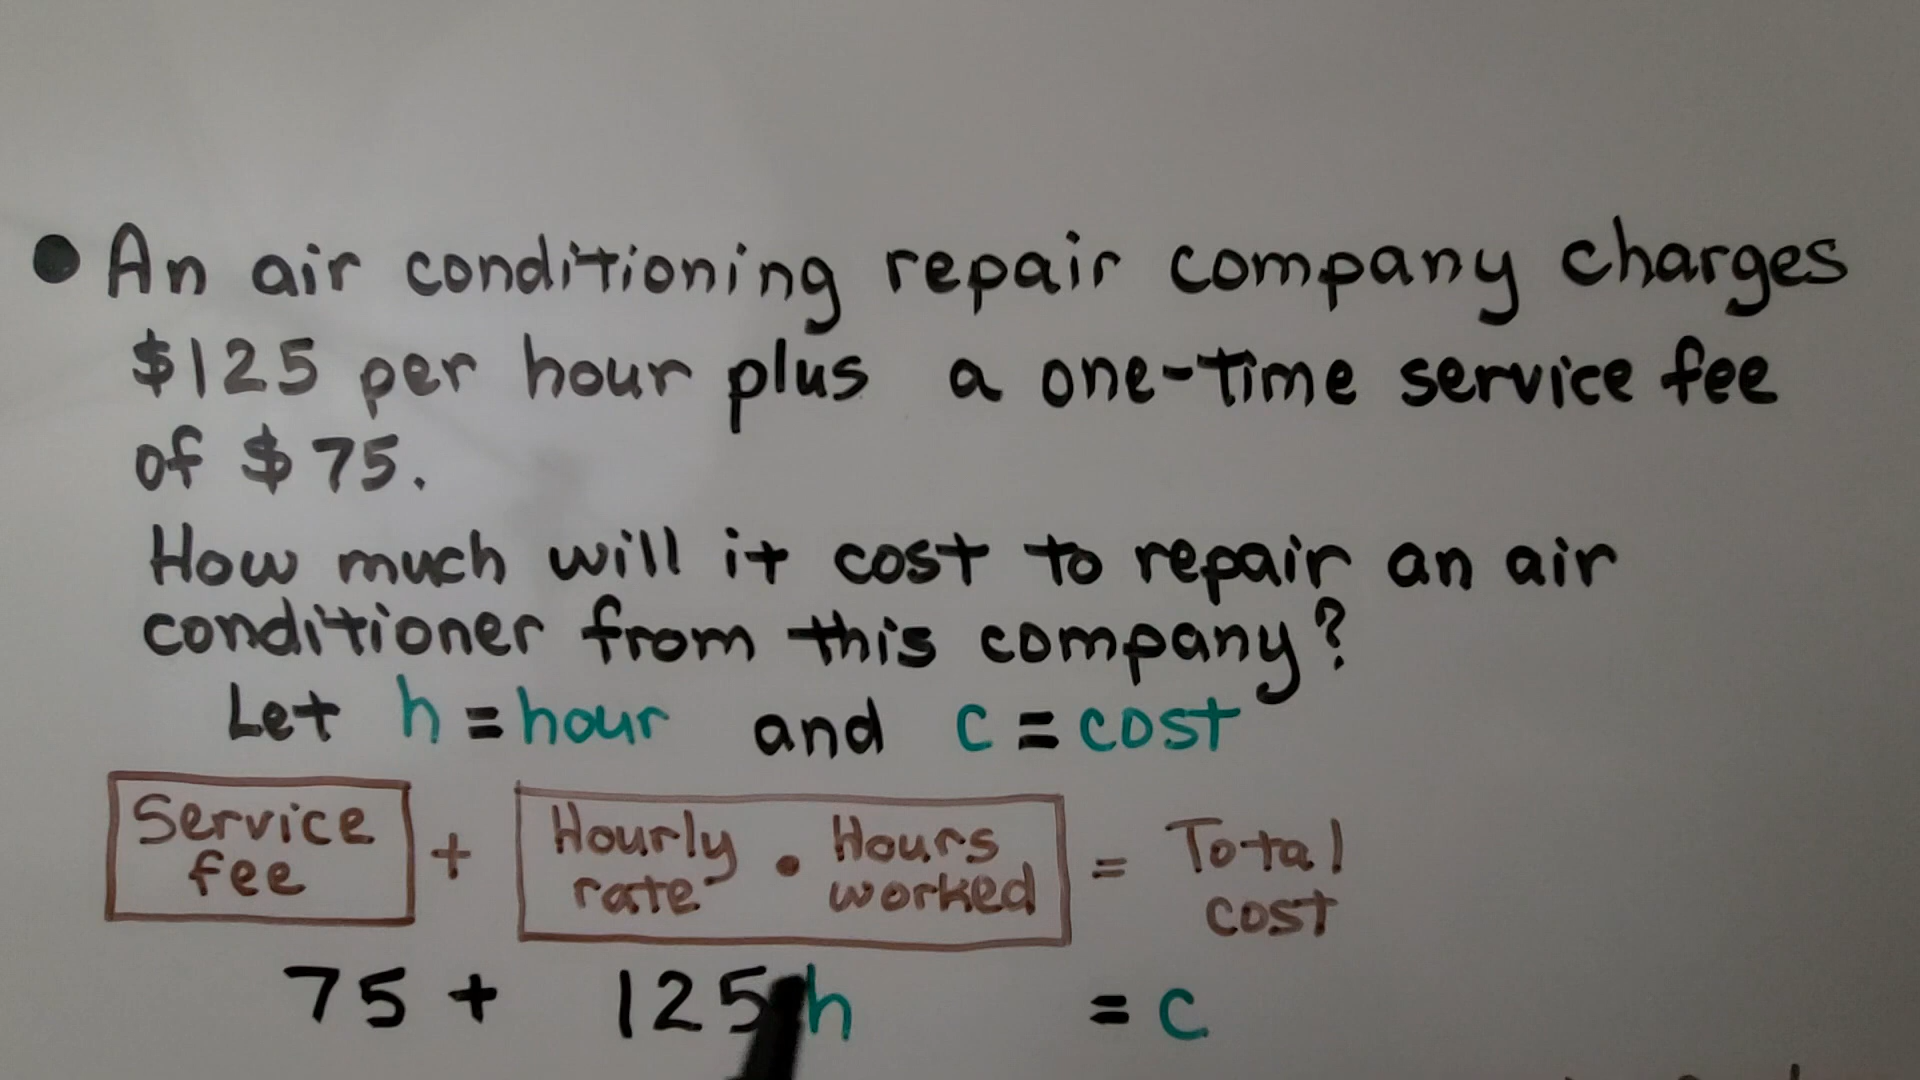 • An air conditioning repair company charges
$125 per hour plus a one-time service fee
of $75.
How much will it cost to repair an air
conditioner from this company?
Let h = hour and c = cost
Service fee + Hourly rate • Hours worked = Total cost
75 + 125h = c